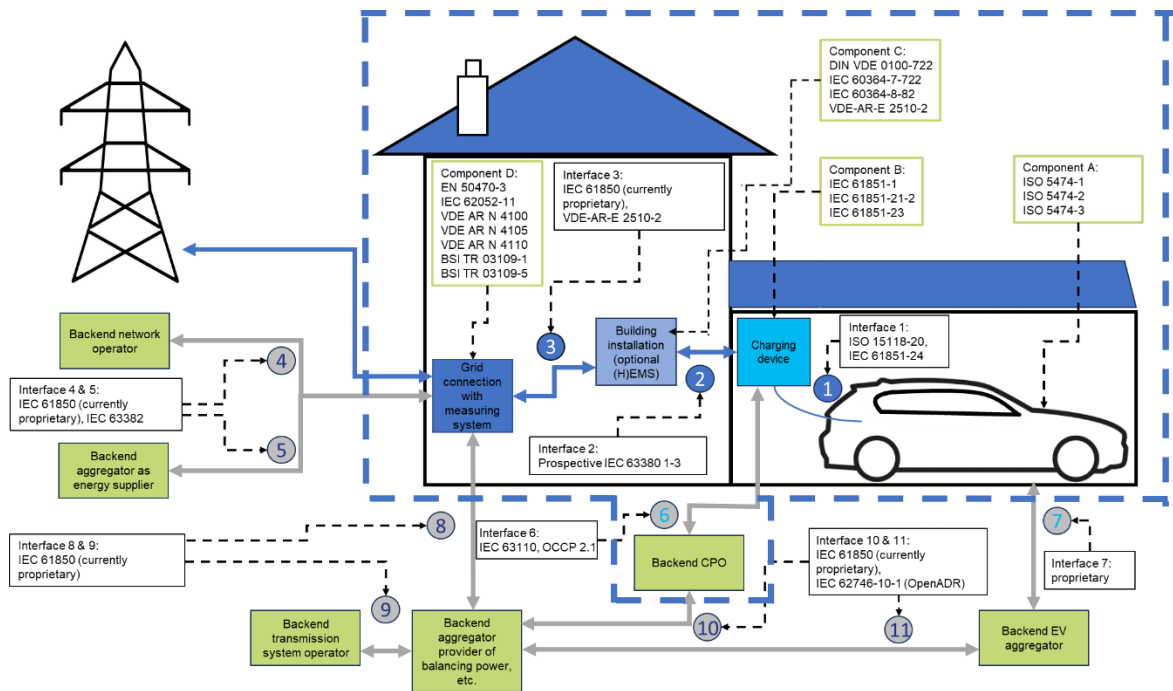 Component C:
DIN VDE 0100-722
IEC 60364-7-722
IEC 60364-8-82
VDE-AR-E 2510-2
Component D:
EN 50470-3
IEC 62052-11
VDE AR N 4100
VDE AR N 4105
VDE AR N 4110
BSI TR 03109-1
BSI TR 03109-5
Interface 3:
IEC 61850 (currently
proprietary),
VDE-AR-E 2510-2
Component B:
IEC 61851-1
IEC 61851-21-2
IEC 61851-23
Component A:
ISO 5474-1
ISO 5474-2
ISO 5474-3
Backend network
operator
4
Interface 4 & 5:
IEC 61850 (currently
proprietary), IEC 63382
5
Backend
aggregator as
energy supplier
Grid
connection
with
measuring
system
3
Building
installation
(optional
(H)EMS)
2
Charging
device
Interface 1:
ISO 15118-20,
IEC 61851-24
1
Interface 2:
Prospective IEC 63380 1-3
Interface 8 & 9:
IEC 61850 (currently
proprietary)
8
9
Interface 6:
IEC 63110, OCCP 2.1
6
Backend CPO
Interface 10 & 11:
IEC 61850 (currently
proprietary),
IEC 62746-10-1 (OpenADR)
7
Interface 7:
proprietary
10
11
Backend
transmission
system operator
Backend
aggregator
provider of
balancing power,
etc.
Backend EV
aggregator